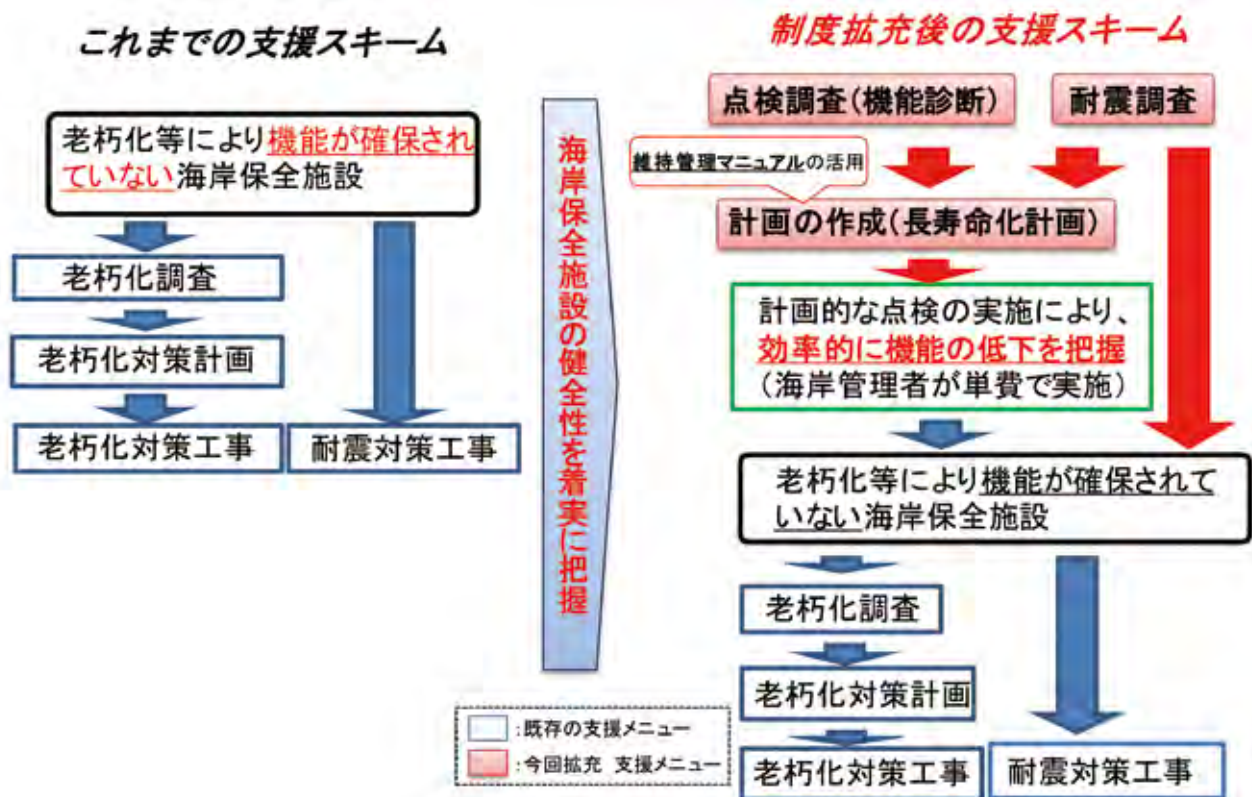 これまでの支援スキーム
老朽化等により機能が確保され
ていない海岸保全施設
老朽化調査
老朽化対策計画
老朽化対策工事
耐震対策工事
海岸保全施設の健全性を着実に把握
制度拡充後の支援スキーム
点検調査(機能診断)
耐震調査
維持管理マニュアルの活用
計画の作成(長寿命化計画)
計画的な点検の実施により、
効率的に機能の低下を把握
(海岸管理者が単費で実施)
老朽化等により機能が確保されて
いない海岸保全施設
老朽化調査
老朽化対策計画
老朽化対策工事
耐震対策工事
:既存の支援メニュー
:今回拡充 支援メニュー